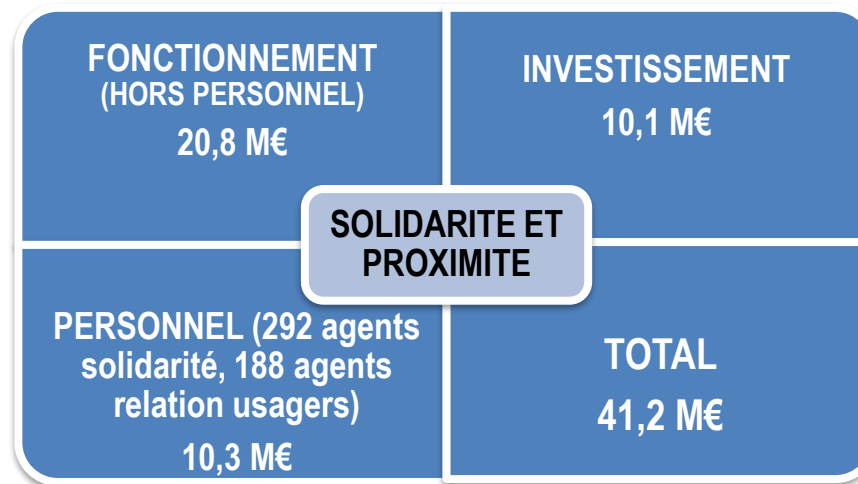 FONCTIONNEMENT
(HORS PERSONNEL)
20,8 M€
INVESTISSEMENT
10,1 M€
SOLIDARITE ET
PROXIMITE
PERSONNEL (292 agents
solidarité, 188 agents
relation usagers)
10,3 M€
TOTAL
41,2 M€